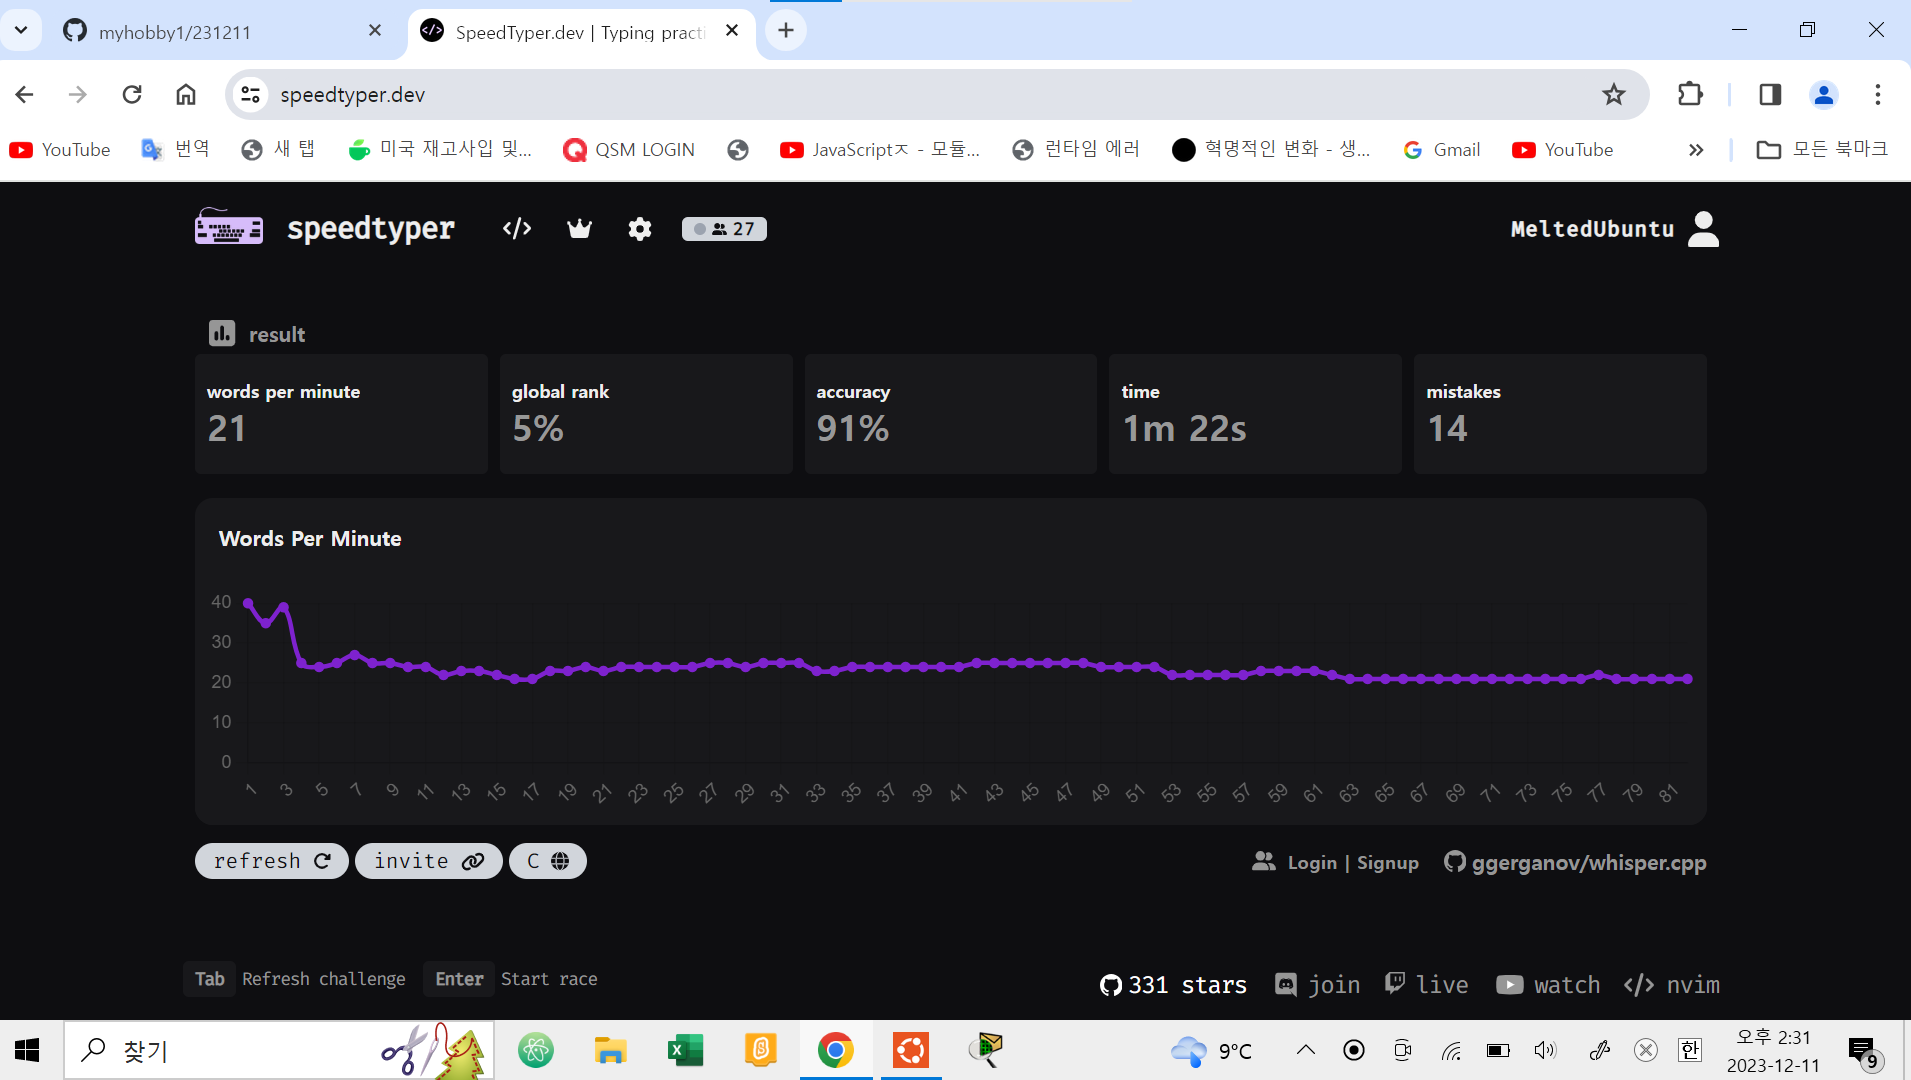 myhobby1/231211
SpeedTyper.dev | Typing practi
speedtyper.dev
YouTube 번역 새 탭 미국 재고사입 및... QSM LOGIN JavaScriptㅈ - 모듈... 런타임 에러 혁명적인 변화 - 생... Gmail YouTube » 모든 북마크
speedtyper </> 27 MeltedUbuntu
result
words per minute global rank accuracy time mistakes
21 5% 91% 1m 22s 14
Words Per Minute
40
30
20
10
0
1 3 5 7 9 11 13 15 17 19 21 23 25 27 29 31 33 35 37 39 41 43 45 47 49 51 53 55 57 59 61 63 65 67 69 71 73 75 77 79 81
refresh invite C Login | Signup ggerganov/whisper.cpp
Tab Refresh challenge Enter Start race
331 stars join live watch </> nvim
찾기 9°C 한 오후 2:31
2023-12-11 9